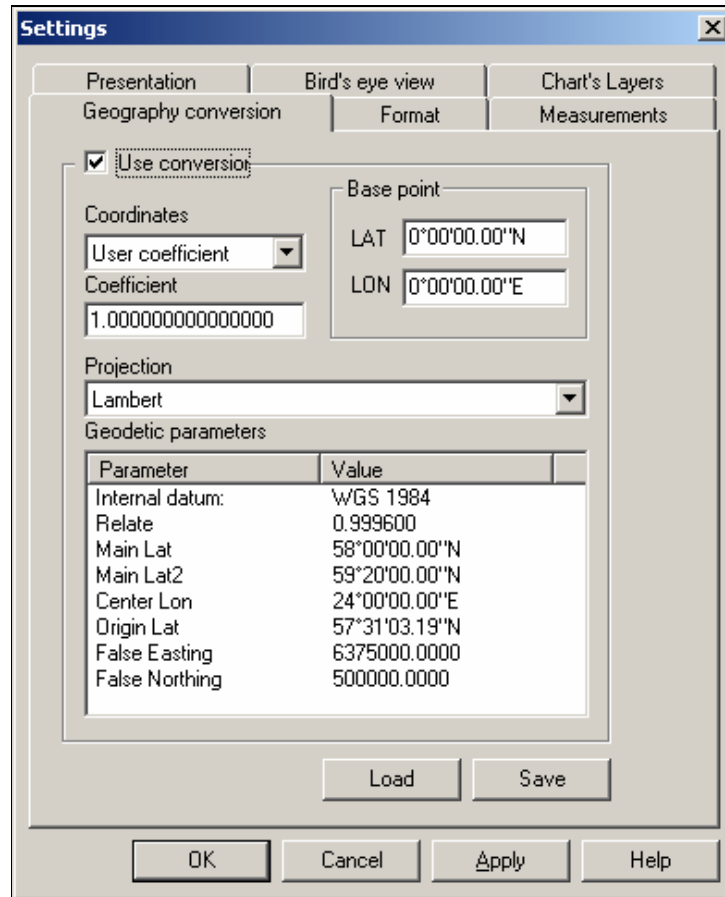 Settings
Presentation Bird's eye view Chart's Layers
Geography conversion Format Measurements
Use conversion
Base point
Coordinates
LAT 0°00'00.00"N
User coefficient
Coefficient
LON 0°00'00.00"E
1.000000000000000
Projection
Lambert
Geodetic parameters
Parameter Value
Internal datum: WGS 1984
Relate 0.999600
Main Lat 58°00'00.00"N
Main Lat2 59°20'00.00"N
Center Lon 24°00'00.00"E
Origin Lat 57°31'03.19"N
False Easting 6375000.0000
False Northing 500000.0000
Load Save
OK Cancel Apply Help